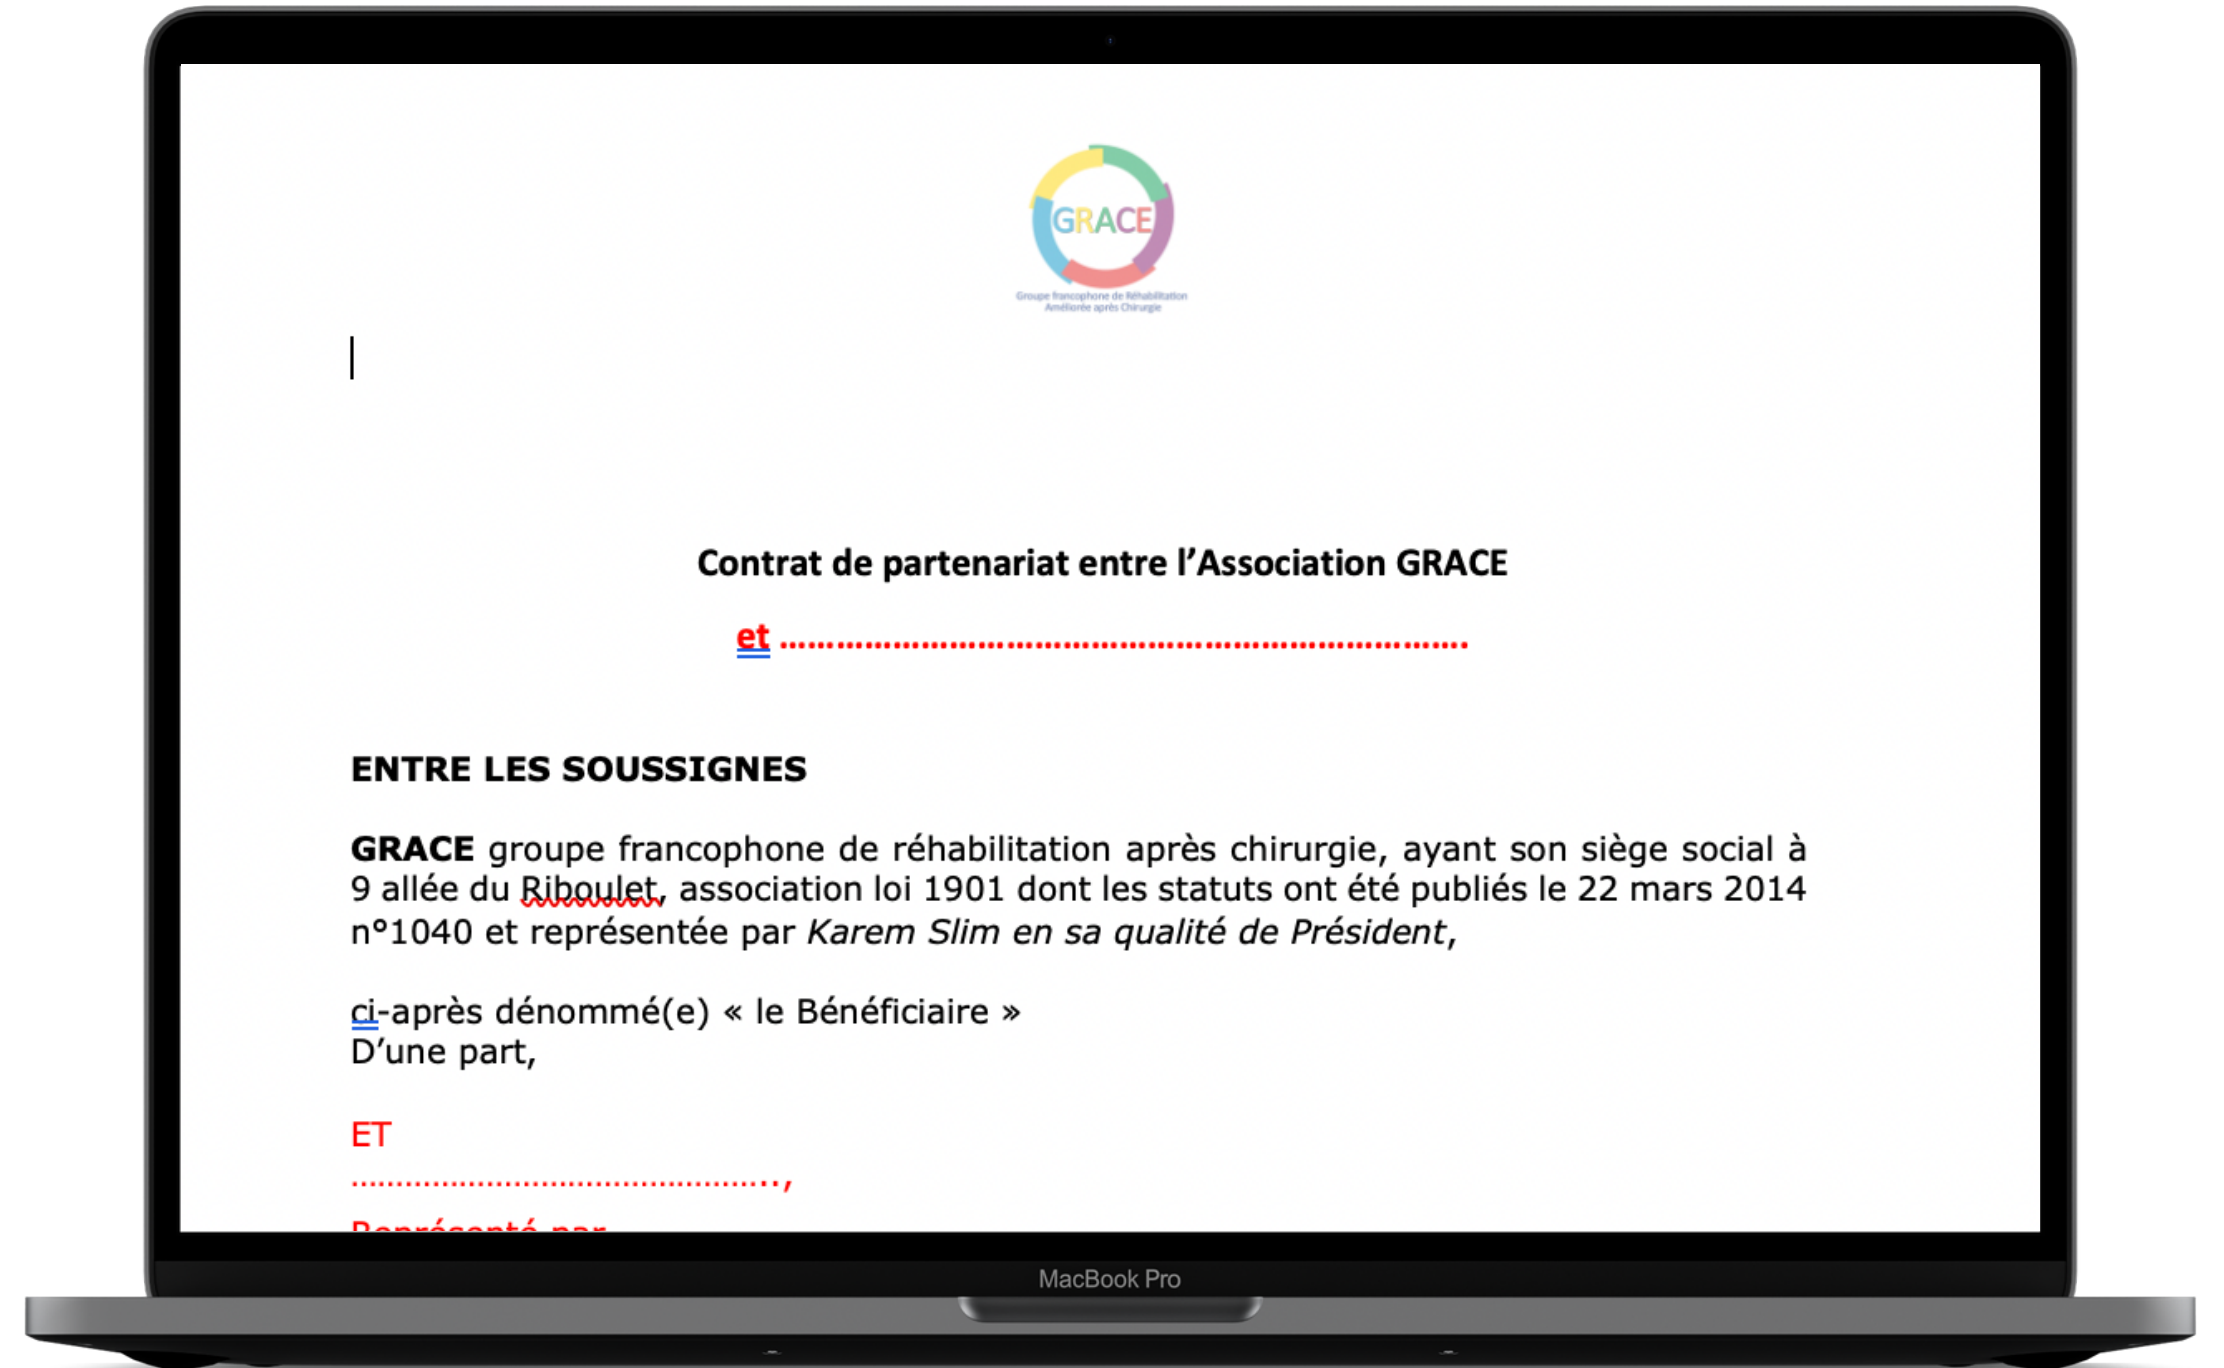 GRACE
Groupe francophone de Réhabilitation
Améliorée après Chirurgie
Contrat de partenariat entre l’Association GRACE
et ……………………………………………………………….
ENTRE LES SOUSSIGNES
GRACE groupe francophone de réhabilitation après chirurgie, ayant son siège social à
9 allée du Riboulet, association loi 1901 dont les statuts ont été publiés le 22 mars 2014
n°1040 et représentée par Karem Slim en sa qualité de Président,
ci-après dénommé(e) « le Bénéficiaire »
D’une part,
ET
………………………………………..,
Représenté par
MacBook Pro